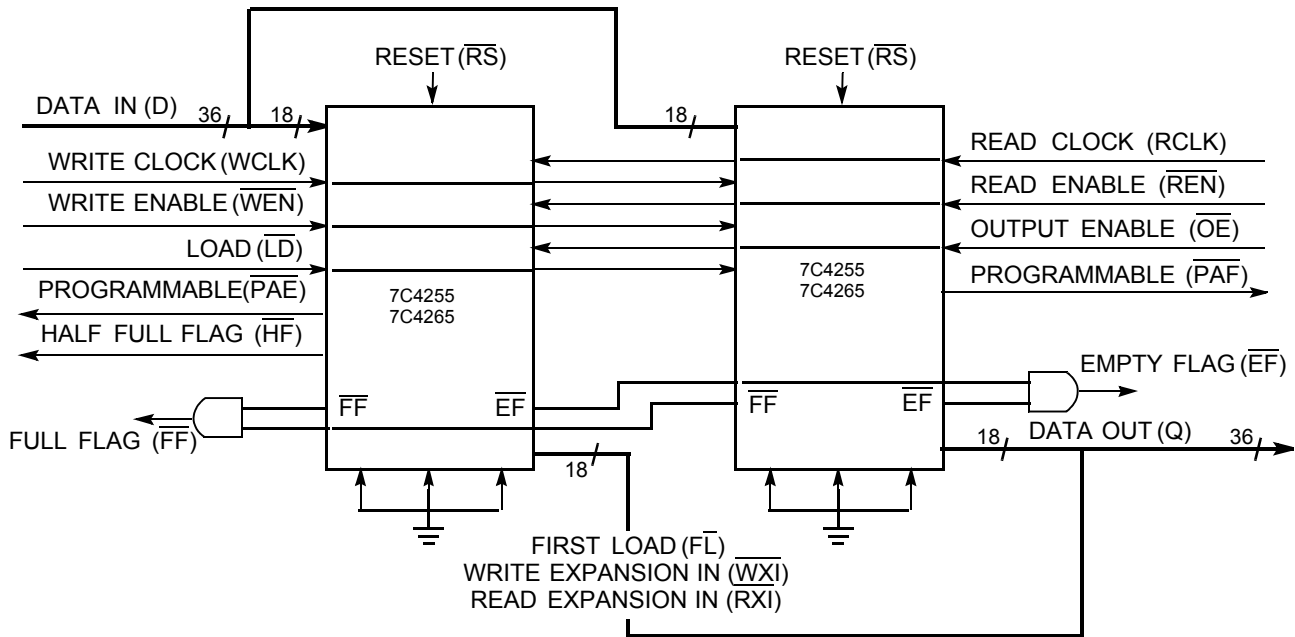 RESET (RS)
RESET (RS)
DATA IN (D)
36
18
18
READ CLOCK (RCLK)
WRITE CLOCK (WCLK)
READ ENABLE (REN)
WRITE ENABLE (WEN)
OUTPUT ENABLE (OE)
LOAD (LD)
7C4255
7C4265
PROGRAMMABLE (PAF)
PROGRAMMABLE(PAE)
7C4255
7C4265
HALF FULL FLAG (HF)
EMPTY FLAG (EF)
FF
EF
FF
EF
FULL FLAG (FF)
18
DATA OUT (Q)
36
18
FIRST LOAD (FL)
WRITE EXPANSION IN (WXI)
READ EXPANSION IN (RXI)